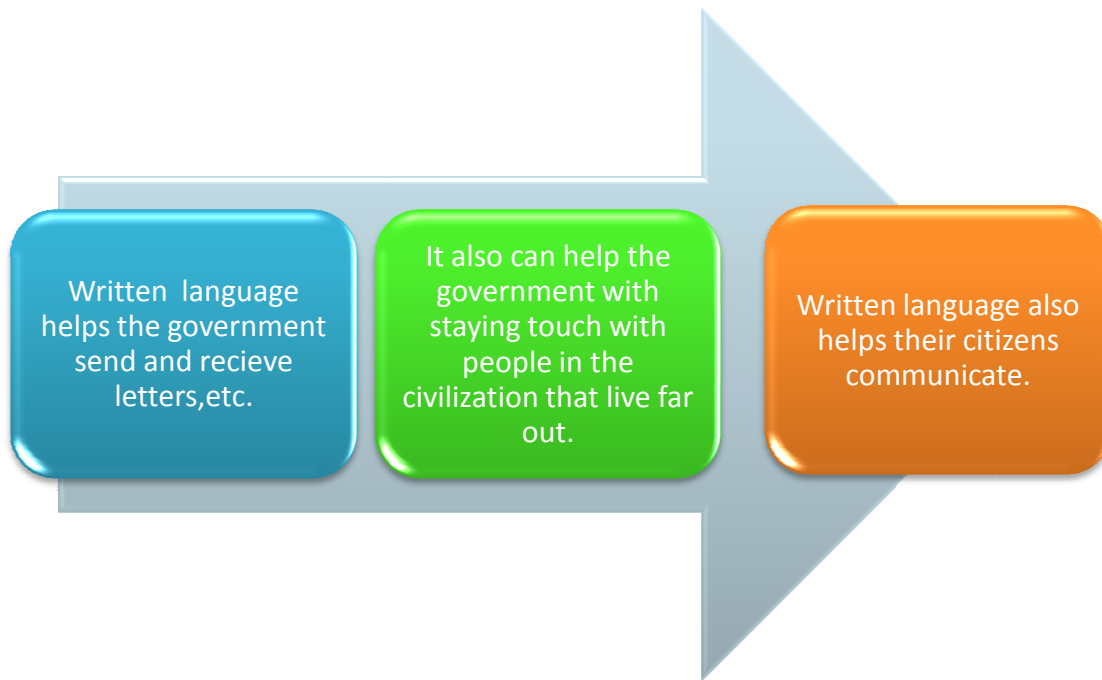 Written  language
helps the government
send and recieve
letters,etc.
It also can help the
government with
staying touch with
people in the
civilization that live far
out.
Written language also
helps their citizens
communicate.